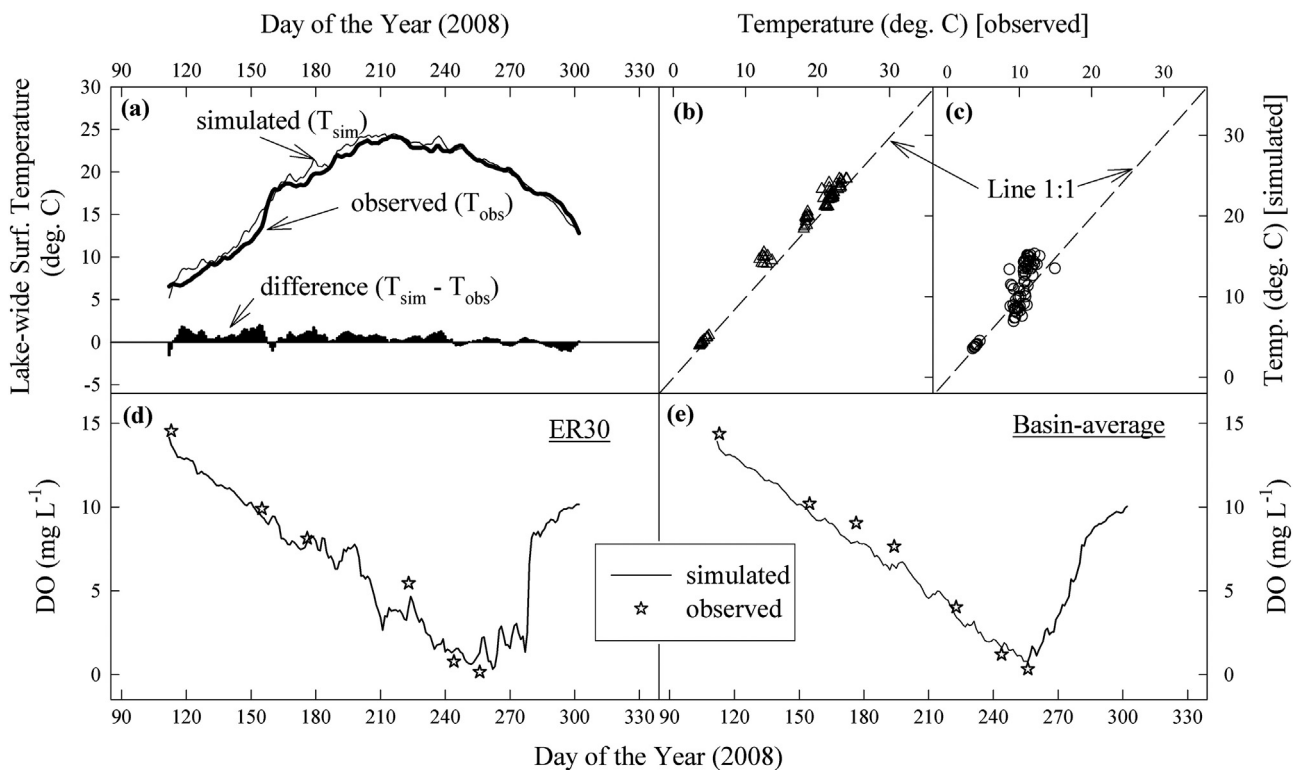 Day of the Year (2008)
Temperature (deg. C) [observed]
90 120 150 180 210 240 270 300 330
0 10 20 30
0 10 20 30
Lake-wide Surf. Temperature
(deg. C)
30
25
20
15
10
5
0
-5
(a)
simulated (Tsim)
observed (Tobs)
difference (Tsim - Tobs)
(b)
(c)
Line 1:1
30
20
10
0
Temp. (deg. C) [simulated]
DO (mg L-1)
15
10
5
0
(d)
ER30
simulated
observed
(e)
Basin-average
15
10
5
0
DO (mg L-1)
90 120 150 180 210 240 270 300 330
90 120 150 180 210 240 270 300 330
Day of the Year (2008)